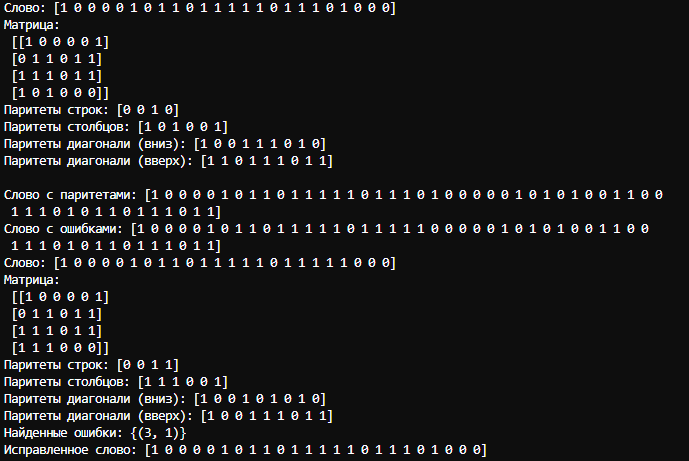 Слово: [1 0 0 0 0 1 0 1 1 0 1 1 1 1 1 0 1 1 1 0 1 0 0 0]
Матрица:
[[1 0 0 0 0 1]
[0 1 1 0 1 1]
[1 1 1 0 1 1]
[1 0 1 0 0 0]]
Паритеты строк: [0 0 1 0]
Паритеты столбцов: [1 0 1 0 0 1]
Паритеты диагонали (вниз): [1 0 0 1 1 1 0 1 0]
Паритеты диагонали (вверх): [1 1 0 1 1 1 0 1 1]
Слово с паритетами: [1 0 0 0 0 1 0 1 1 0 1 1 1 1 1 0 1 1 1 0 1 0 0 0 0 0 1 0 1 0 1 0 0 1 1 0 0
1 1 1 0 1 0 1 1 0 1 1 1 0 1 1]
Слово с ошибками: [1 0 0 0 0 1 0 1 1 0 1 1 1 1 1 0 1 1 1 1 1 0 0 0 0 0 1 0 1 0 1 0 0 1 1 0 0
1 1 1 0 1 0 1 1 0 1 1 1 0 1 1]
Слово: [1 0 0 0 0 1 0 1 1 0 1 1 1 1 1 0 1 1 1 1 1 0 0 0]
Матрица:
[[1 0 0 0 0 1]
[0 1 1 0 1 1]
[1 1 1 0 1 1]
[1 1 1 0 0 0]]
Паритеты строк: [0 0 1 1]
Паритеты столбцов: [1 1 1 0 0 1]
Паритеты диагонали (вниз): [1 0 0 1 0 1 0 1 0]
Паритеты диагонали (вверх): [1 0 0 1 1 1 0 1 1]
Найденные ошибки: {(3, 1)}
Исправленное слово: [1 0 0 0 0 1 0 1 1 0 1 1 1 1 1 0 1 1 1 0 1 0 0 0]